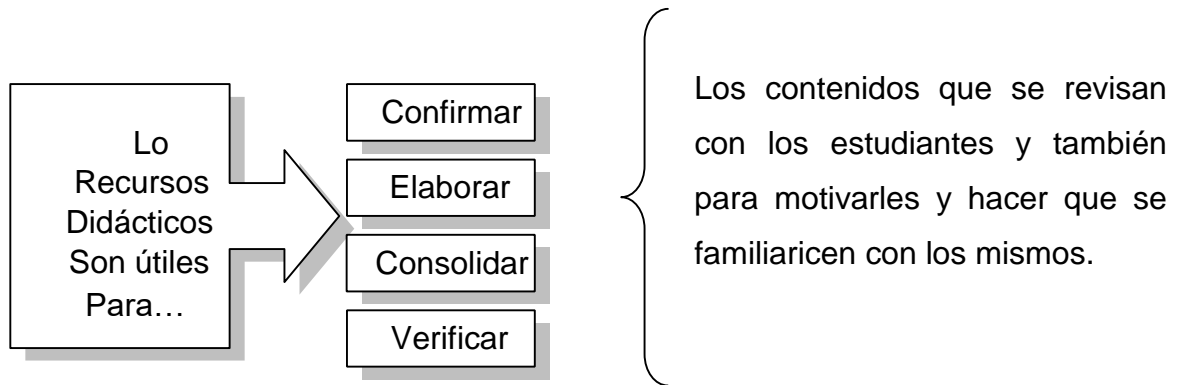 Lo
Recursos
Didácticos
Son útiles
Para…
Confirmar
Elaborar
Consolidar
Verificar
Los contenidos que se revisan
con los estudiantes y también
para motivarles y hacer que se
familiaricen con los mismos.